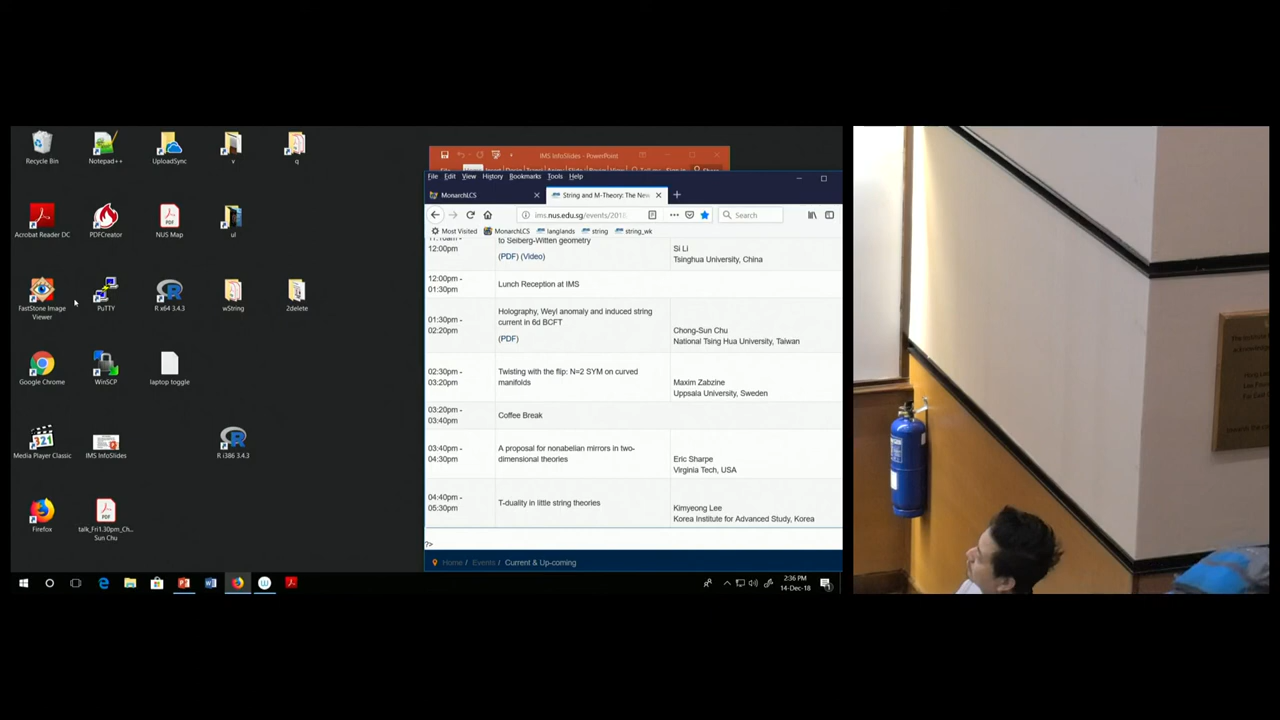 Recycle Bin
Notepad++
UploadSync
v
q
Acrobat Reader DC
PDFCreator
NUS Map
ui
FastStone Image
Viewer
PuTTY
R x64 3.4.3
wString
2delete
Google Chrome
WinSCP
laptop toggle
Media Player Classic
IMS InfoSlides
R i386 3.4.3
Firefox
talk_Fri1.30pm_Ch...
Sun Chu
IMS InfoSlides - PowerPoint
File Edit View History Bookmarks Tools Help
MonarchLCS
String and M-Theory: The New
ims.nus.edu.sg/events/2018
Search
Most Visited MonarchLCS langlands string string_wk
12:00pm
to Seiberg-Witten geometry
(PDF) (Video)
Si Li
Tsinghua University, China
12:00pm -
01:30pm
Lunch Reception at IMS
01:30pm -
02:20pm
Holography, Weyl anomaly and induced string
current in 6d BCFT
(PDF)
Chong-Sun Chu
National Tsing Hua University, Taiwan
02:30pm -
03:20pm
Twisting with the flip: N=2 SYM on curved
manifolds
Maxim Zabzine
Uppsala University, Sweden
03:20pm -
03:40pm
Coffee Break
03:40pm -
04:30pm
A proposal for nonabelian mirrors in two-
dimensional theories
Eric Sharpe
Virginia Tech, USA
04:40pm -
05:30pm
T-duality in little string theories
Kimyeong Lee
Korea Institute for Advanced Study, Korea
?>
Home / Events / Current & Up-coming
2:36 PM
14-Dec-18